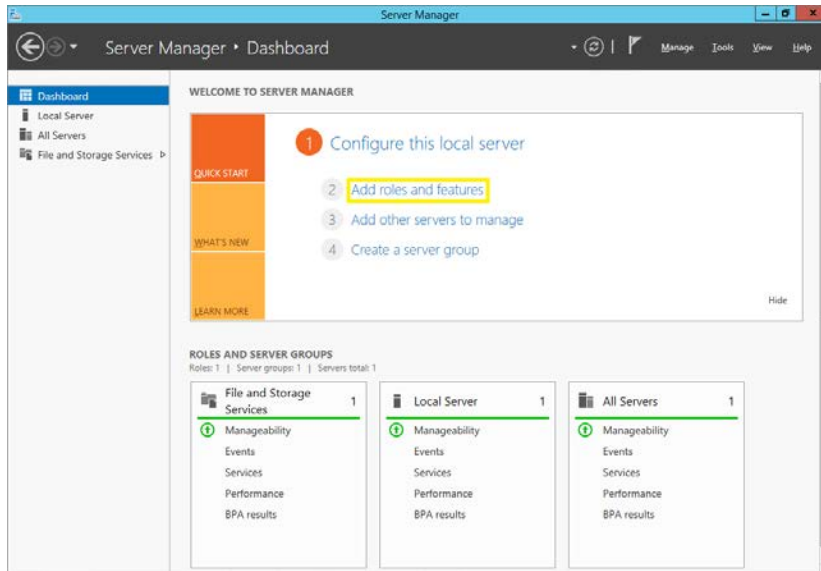 Server Manager
Server Manager • Dashboard
Manage Tools View Help
Dashboard
Local Server
All Servers
File and Storage Services
WELCOME TO SERVER MANAGER
QUICK START
WHAT'S NEW
LEARN MORE
1 Configure this local server
2 Add roles and features
3 Add other servers to manage
4 Create a server group
Hide
ROLES AND SERVER GROUPS
Roles: 1 | Server groups: 1 | Servers total: 1
File and Storage
Services 1
Manageability
Events
Services
Performance
BPA results
Local Server 1
Manageability
Events
Services
Performance
BPA results
All Servers 1
Manageability
Events
Services
Performance
BPA results